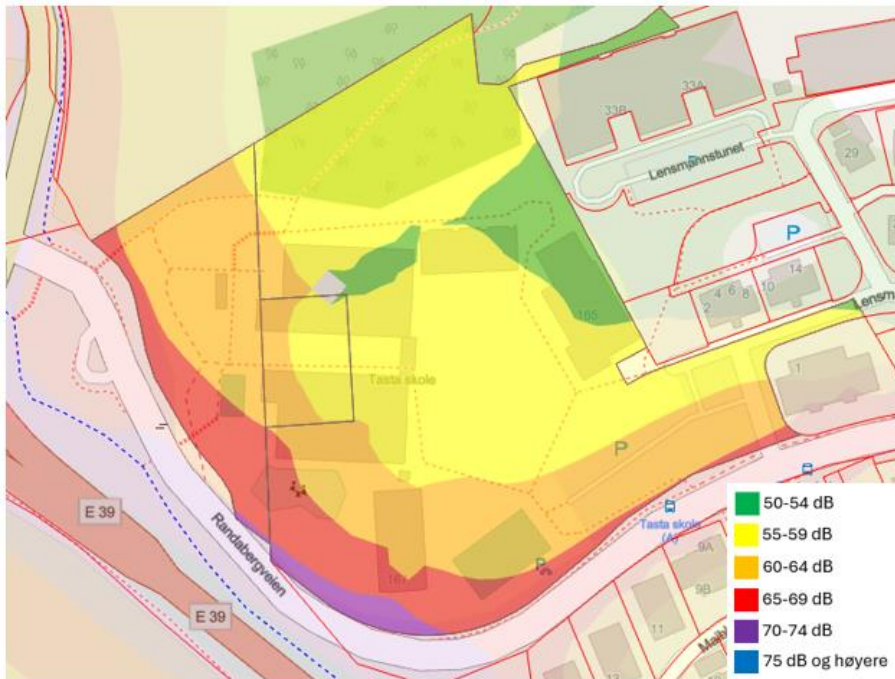 33B
33A
Lensmannstunet
29
P
14
10
8
6
4
2
165
Tasta skole
1
P
E 39
E 39
Randabergveien
Tasta skole
(A)
P
9A
9B
11
13
50-54 dB
55-59 dB
60-64 dB
65-69 dB
70-74 dB
75 dB og høyere